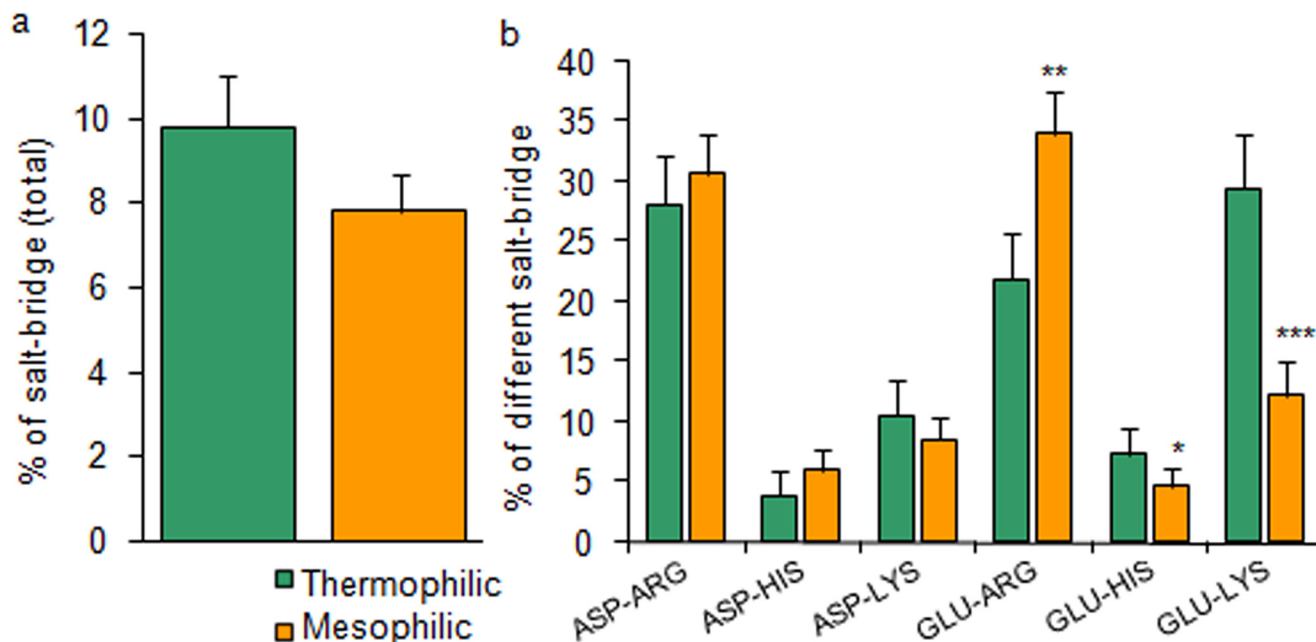 a
% of salt-bridge (total)
12
10
8
6
4
2
0
Thermophilic
Mesophilic
b
% of different salt-bridge
40
35
30
25
20
15
10
5
0
**
*
***
ASP-ARG
ASP-HIS
ASP-LYS
GLU-ARG
GLU-HIS
GLU-LYS